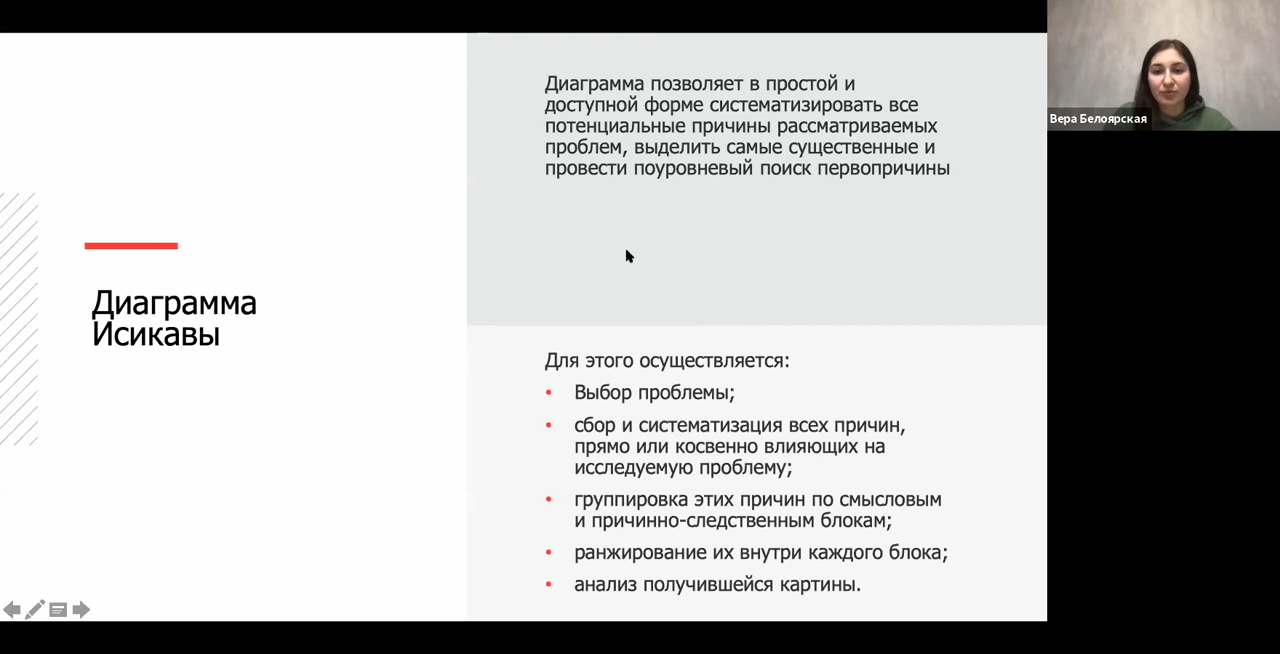 Диаграмма
Исикавы
Диаграмма позволяет в простой и
доступной форме систематизировать все
потенциальные причины рассматриваемых
проблем, выделить самые существенные и
провести поуровневый поиск первопричины
Для этого осуществляется:
• Выбор проблемы;
• сбор и систематизация всех причин,
прямо или косвенно влияющих на
исследуемую проблему;
• группировка этих причин по смысловым
и причинно-следственным блокам;
• ранжирование их внутри каждого блока;
• анализ получившейся картины.
Вера Белоярская